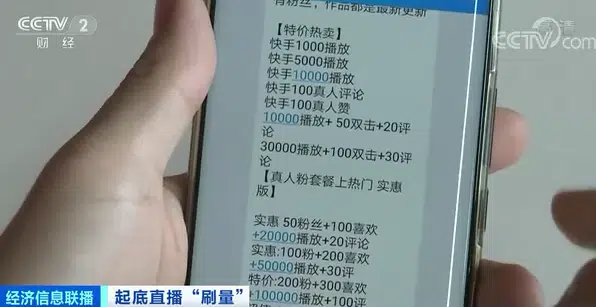 CCTV 2
财经
CCTV.com
有粉丝，作品都是最新更新
【特价热卖】
快手1000播放
快手5000播放
快手10000播放
快手100真人评论
快手100真人赞
10000播放+ 50双击+20评
论
30000播放+100双击+30评
论
【真人粉套餐上热门 实惠
版】
实惠 50粉丝+100喜欢
+20000播放+20评论
实惠:100粉+200喜欢
+50000播放+30评
特价:200粉+300喜欢
+100000播放+100评
经济信息联播
起底直播“刷量”